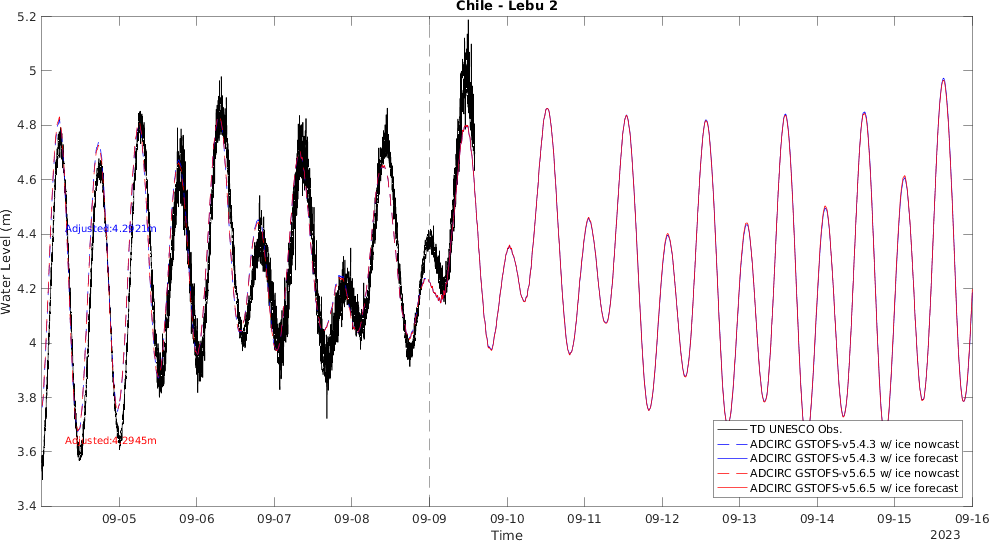 Chile - Lebu 2
Water Level (m)
5.2
5
4.8
4.6
4.4
4.2
4
3.8
3.6
3.4
Adjusted:4.2921m
Adjusted:4.2945m
TD UNESCO Obs.
ADCIRC GSTOFS-v5.4.3 w/ ice nowcast
ADCIRC GSTOFS-v5.4.3 w/ ice forecast
ADCIRC GSTOFS-v5.6.5 w/ ice nowcast
ADCIRC GSTOFS-v5.6.5 w/ ice forecast
09-05 09-06 09-07 09-08 09-09 09-10 09-11 09-12 09-13 09-14 09-15 09-16
Time
2023